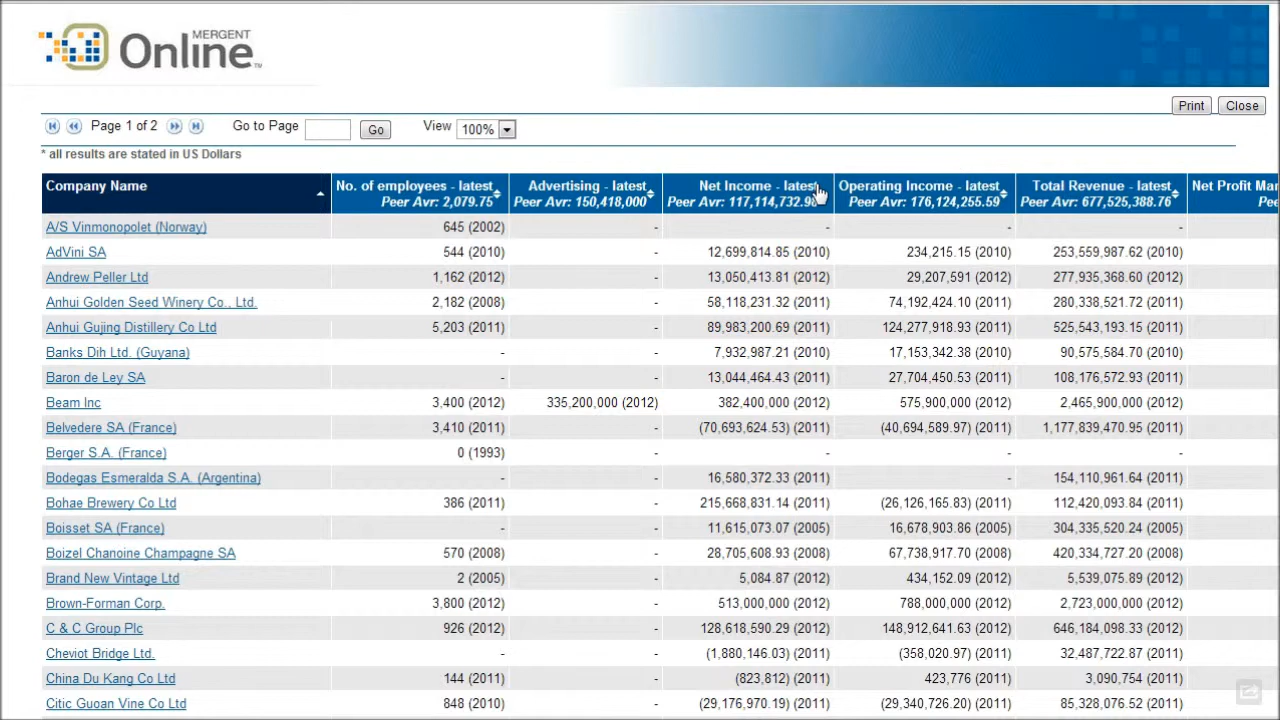 MERGENT
Online™
Print Close
Page 1 of 2 Go to Page Go View 100%
* all results are stated in US Dollars
Company Name No. of employees - latest Advertising - latest Net Income - latest Operating Income - latest Total Revenue - latest Net Profit
Peer Avr: 2,079.75 Peer Avr: 150,418,000 Peer Avr: 117,114,732.9 Peer Avr: 176,124,255.59 Peer Avr: 677,525,388.76
A/S Vinmonopolet (Norway) 645 (2002) - - - -
AdVini SA 544 (2010) - 12,699,814.85 (2010) 234,215.15 (2010) 253,559,987.62 (2010)
Andrew Peller Ltd 1,162 (2012) - 13,050,413.81 (2012) 29,207,591 (2012) 277,935,368.60 (2012)
Anhui Golden Seed Winery Co., Ltd. 2,182 (2008) - 58,118,231.32 (2011) 74,192,424.10 (2011) 280,338,521.72 (2011)
Anhui Gujing Distillery Co Ltd 5,203 (2011) - 89,983,200.69 (2011) 124,277,918.93 (2011) 525,543,193.15 (2011)
Banks Dih Ltd. (Guyana) - - 7,932,987.21 (2010) 17,153,342.38 (2010) 90,575,584.70 (2010)
Baron de Ley SA - - 13,044,464.43 (2011) 27,704,450.53 (2011) 108,176,572.93 (2011)
Beam Inc 3,400 (2012) 335,200,000 (2012) 382,400,000 (2012) 575,900,000 (2012) 2,465,900,000 (2012)
Belvedere SA (France) 3,410 (2011) - (70,693,624.53) (2011) (40,694,589.97) (2011) 1,177,839,470.95 (2011)
Berger S.A. (France) 0 (1993) - - - -
Bodegas Esmeralda S.A. (Argentina) - - 16,580,372.33 (2011) - 154,110,961.64 (2011)
Bohae Brewery Co Ltd 386 (2011) - 215,668,831.14 (2011) (26,126,165.83) (2011) 112,420,093.84 (2011)
Boisset SA (France) - - 11,615,073.07 (2005) 16,678,903.86 (2005) 304,335,520.24 (2005)
Boizel Chanoine Champagne SA 570 (2008) - 28,705,608.93 (2008) 67,738,917.70 (2008) 420,334,727.20 (2008)
Brand New Vintage Ltd 2 (2005) - 5,084.87 (2012) 434,152.09 (2012) 5,539,075.89 (2012)
Brown-Forman Corp. 3,800 (2012) - 513,000,000 (2012) 788,000,000 (2012) 2,723,000,000 (2012)
C & C Group Plc 926 (2012) - 128,618,590.29 (2012) 148,912,641.63 (2012) 646,184,098.33 (2012)
Cheviot Bridge Ltd. - - (1,880,146.03) (2011) (358,020.97) (2011) 32,487,722.87 (2011)
China Du Kang Co Ltd 144 (2011) - (823,812) (2011) 423,776 (2011) 3,090,754 (2011)
Citic Guoan Vine Co Ltd 848 (2010) - (29,176,970.19) (2011) (29,340,726.20) (2011) 85,328,076.52 (2011)